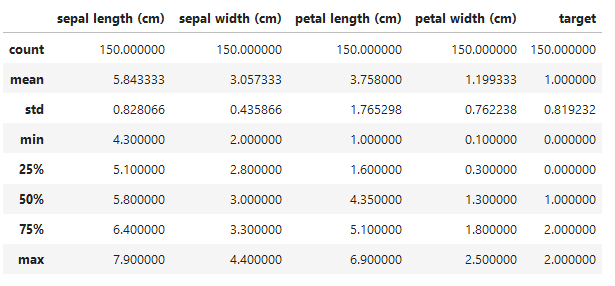 sepal length (cm) sepal width (cm) petal length (cm) petal width (cm) target
count 150.000000 150.000000 150.000000 150.000000 150.000000
mean 5.843333 3.057333 3.758000 1.199333 1.000000
std 0.828066 0.435866 1.765298 0.762238 0.819232
min 4.300000 2.000000 1.000000 0.100000 0.000000
25% 5.100000 2.800000 1.600000 0.300000 0.000000
50% 5.800000 3.000000 4.350000 1.300000 1.000000
75% 6.400000 3.300000 5.100000 1.800000 2.000000
max 7.900000 4.400000 6.900000 2.500000 2.000000